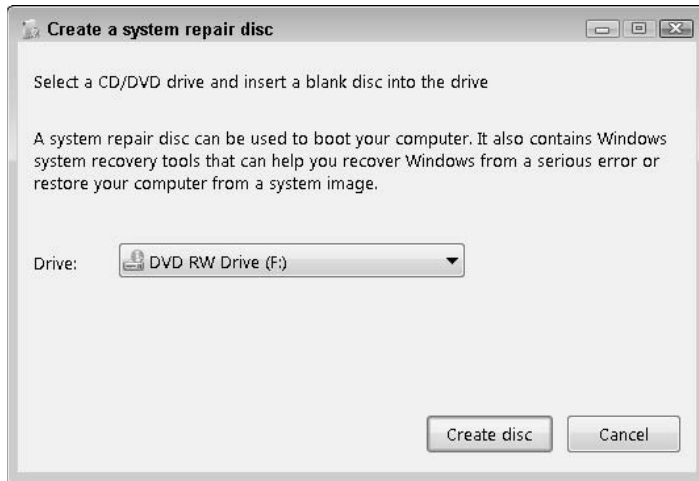 Create a system repair disc
Select a CD/DVD drive and insert a blank disc into the drive
A system repair disc can be used to boot your computer. It also contains Windows
system recovery tools that can help you recover Windows from a serious error or
restore your computer from a system image.
Drive: DVD RW Drive (F:)
Create disc Cancel